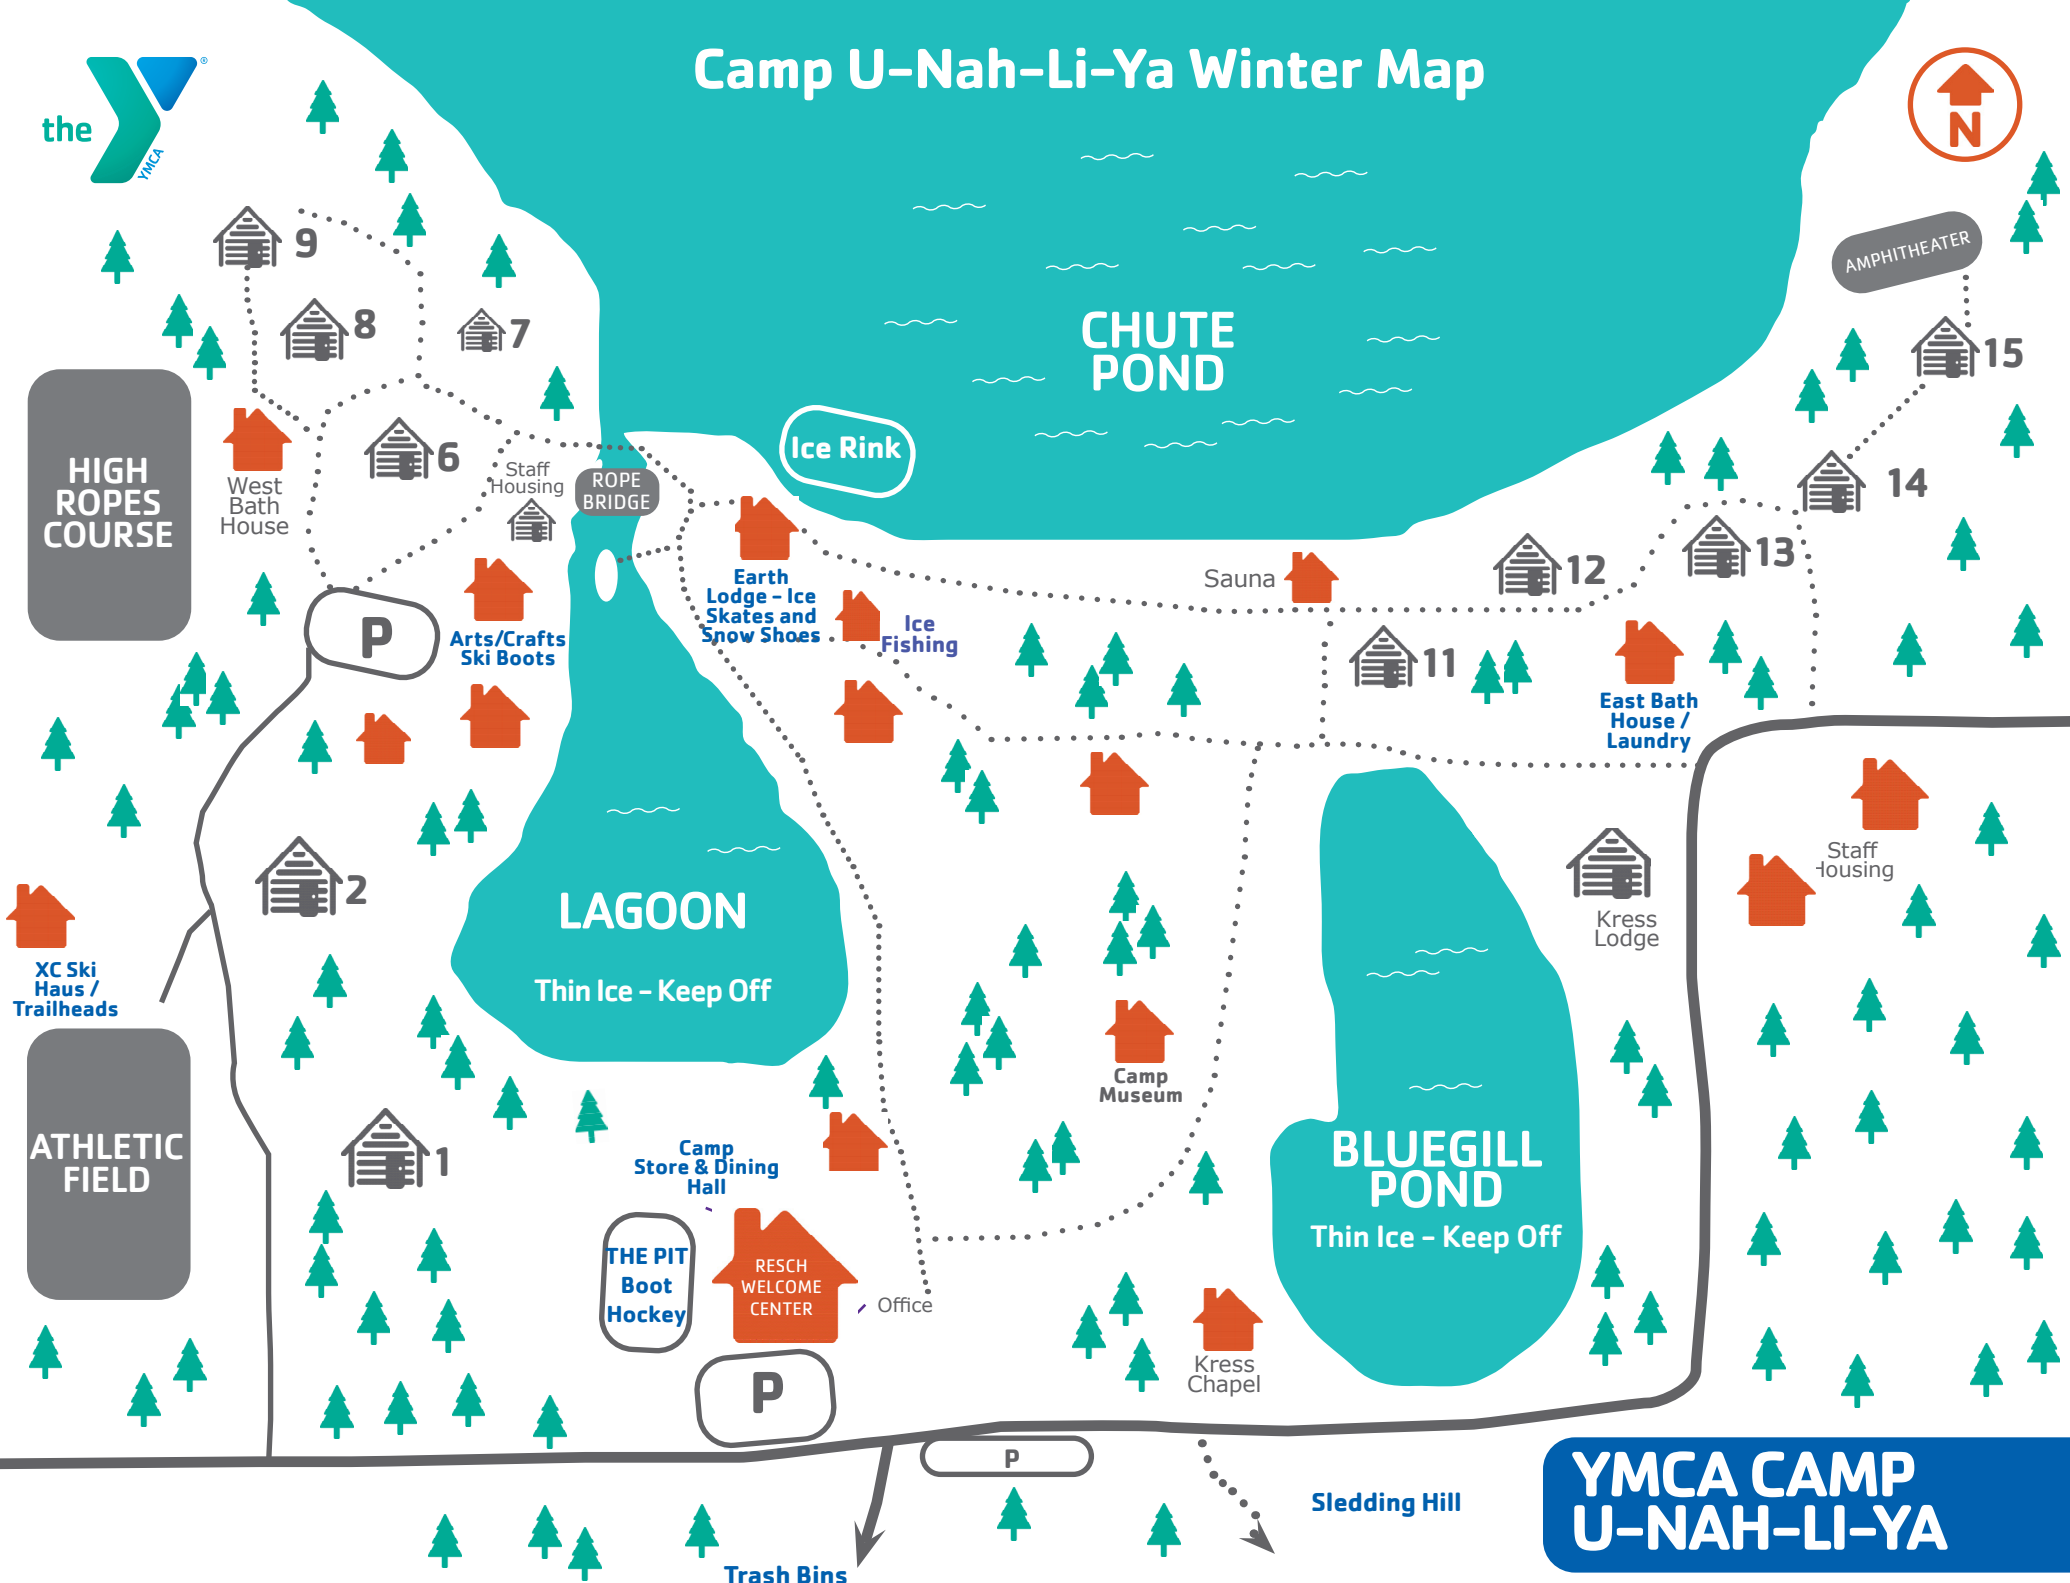 Camp U-Nah-Li-Ya Winter Map
the
YMCA
®
N
AMPHITHEATER
9
8
7
15
CHUTE
POND
Ice Rink
6
HIGH
ROPES
COURSE
West
Bath
House
Staff
Housing
ROPE
BRIDGE
14
13
12
Sauna
Earth
Lodge - Ice
Skates and
Snow Shoes
Ice
Fishing
P
Arts/Crafts
Ski Boots
11
East Bath
House /
Laundry
2
LAGOON
Thin Ice - Keep Off
Staff
Housing
Kress
Lodge
XC Ski
Haus /
Trailheads
Camp
Museum
ATHLETIC
FIELD
1
Camp
Store & Dining
Hall
BLUEGILL
POND
Thin Ice - Keep Off
THE PIT
Boot
Hockey
RESCH
WELCOME
CENTER
Office
Kress
Chapel
P
P
Sledding Hill
Trash Bins
YMCA CAMP
U-NAH-LI-YA